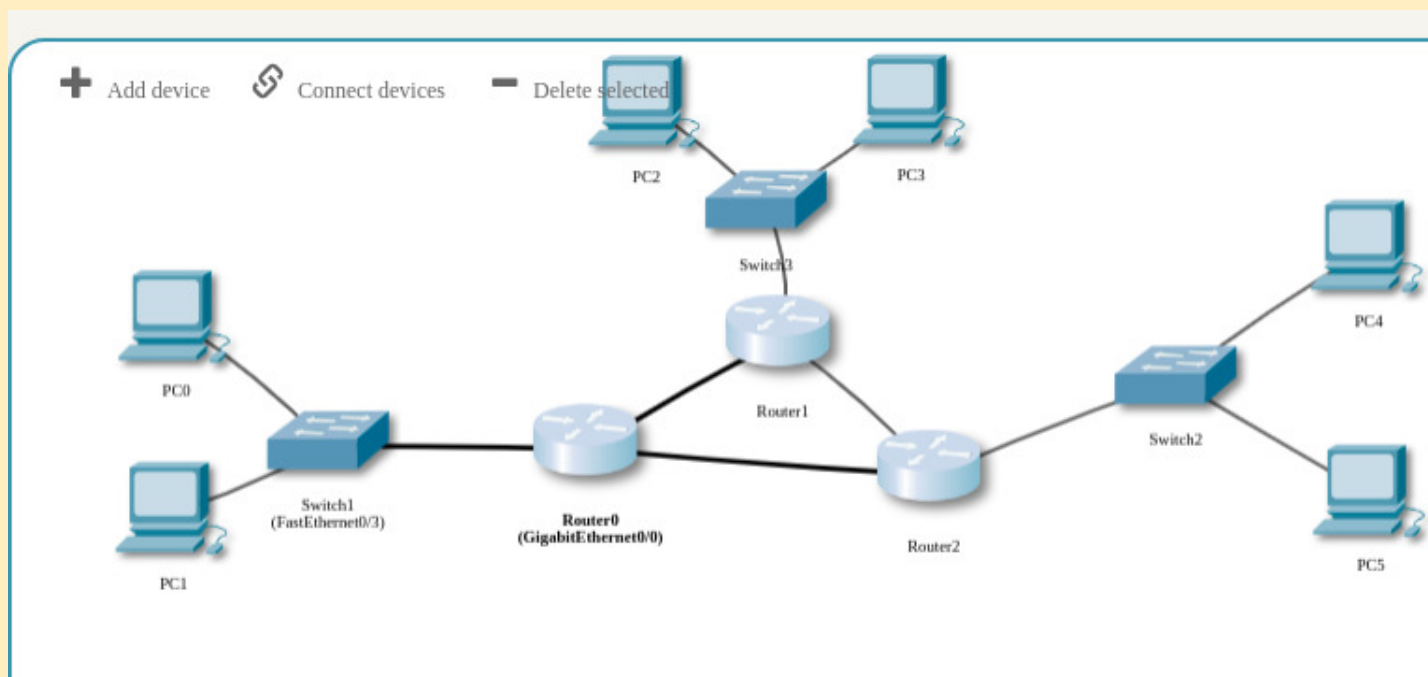 Add device
Connect devices
Delete selected
PC2
PC3
Switch3
PC4
PC0
Router1
Switch2
Switch1
(FastEthernet0/3)
Router0
(GigabitEthernet0/0)
Router2
PC5
PC1